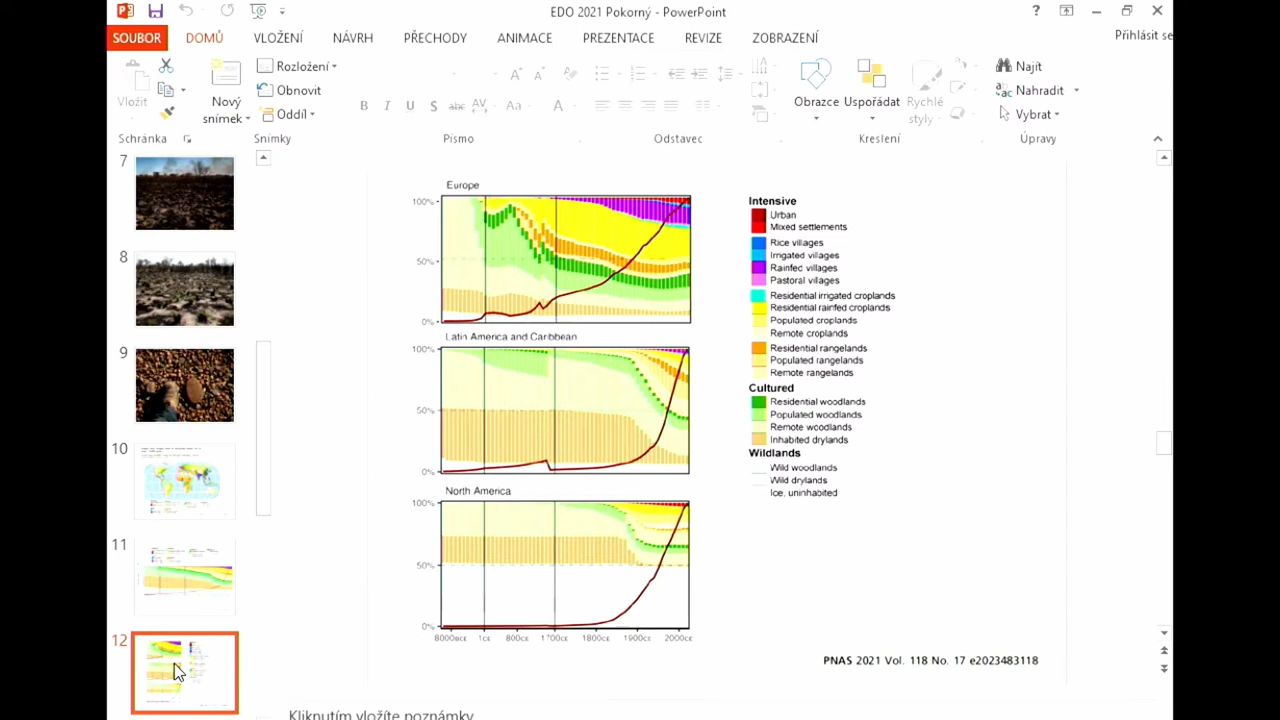 EDO 2021 Pokorný - PowerPoint
?
SOUBOR DOMŮ VLOŽENÍ NÁVRH PŘECHODY ANIMACE PREZENTACE REVIZE ZOBRAZENÍ Přihlásit se
Vložit
Nový snímek
Rozložení
Obnovit
Oddíl
B I U S abc AV Aa A
Obrazce
Uspořádat
Rychlé styly
Najít
Nahradit
Vybrat
Schránka Snímky Písmo Odstavec Kreslení Úpravy
7
8
9
10
11
12
Europe
100%
50%
0%
Latin America and Caribbean
100%
50%
0%
North America
100%
50%
0%
8000BCE 1CE 800CE 1700CE 1800CE 1900CE 2000CE
Intensive
Urban
Mixed settlements
Rice villages
Irrigated villages
Rainfed villages
Pastoral villages
Residential irrigated croplands
Residential rainfed croplands
Populated croplands
Remote croplands
Residential rangelands
Populated rangelands
Remote rangelands
Cultured
Residential woodlands
Populated woodlands
Remote woodlands
Inhabited drylands
Wildlands
Wild woodlands
Wild drylands
Ice, uninhabited
PNAS 2021 Vol. 118 No. 17 e2023483118
Kliknutím vložíte poznámky